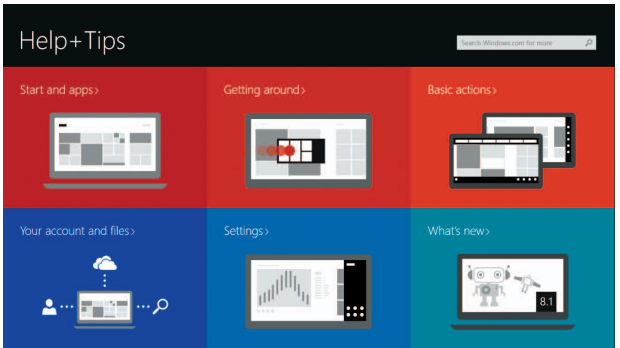 Help+Tips
Search Windows.com for more
Start and apps>
Getting around>
Basic actions>
Your account and files>
Settings>
What's new>
8.1